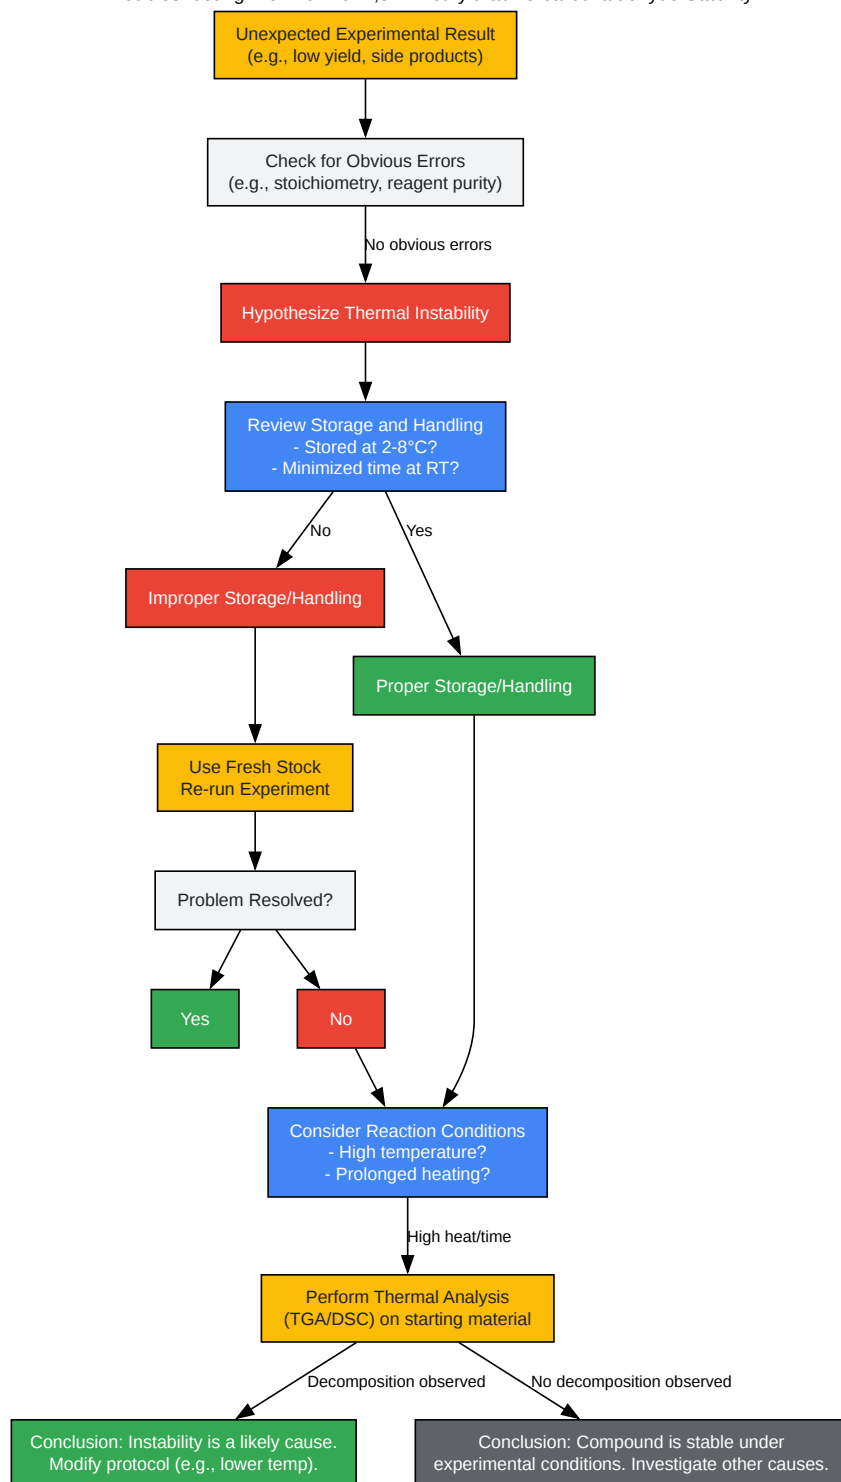 Unexpected Experimental Result
(e.g., low yield, side products)
Check for Obvious Errors
(e.g., stoichiometry, reagent purity)
No obvious errors
Hypothesize Thermal Instability
Review Storage and Handling
- Stored at 2-8°C?
- Minimized time at RT?
No
Yes
Improper Storage/Handling
Proper Storage/Handling
Use Fresh Stock
Re-run Experiment
Problem Resolved?
Yes
No
Consider Reaction Conditions
- High temperature?
- Prolonged heating?
High heat/time
Perform Thermal Analysis
(TGA/DSC) on starting material
Decomposition observed
No decomposition observed
Conclusion: Instability is a likely cause.
Modify protocol (e.g., lower temp).
Conclusion: Compound is stable under
experimental conditions. Investigate other causes.